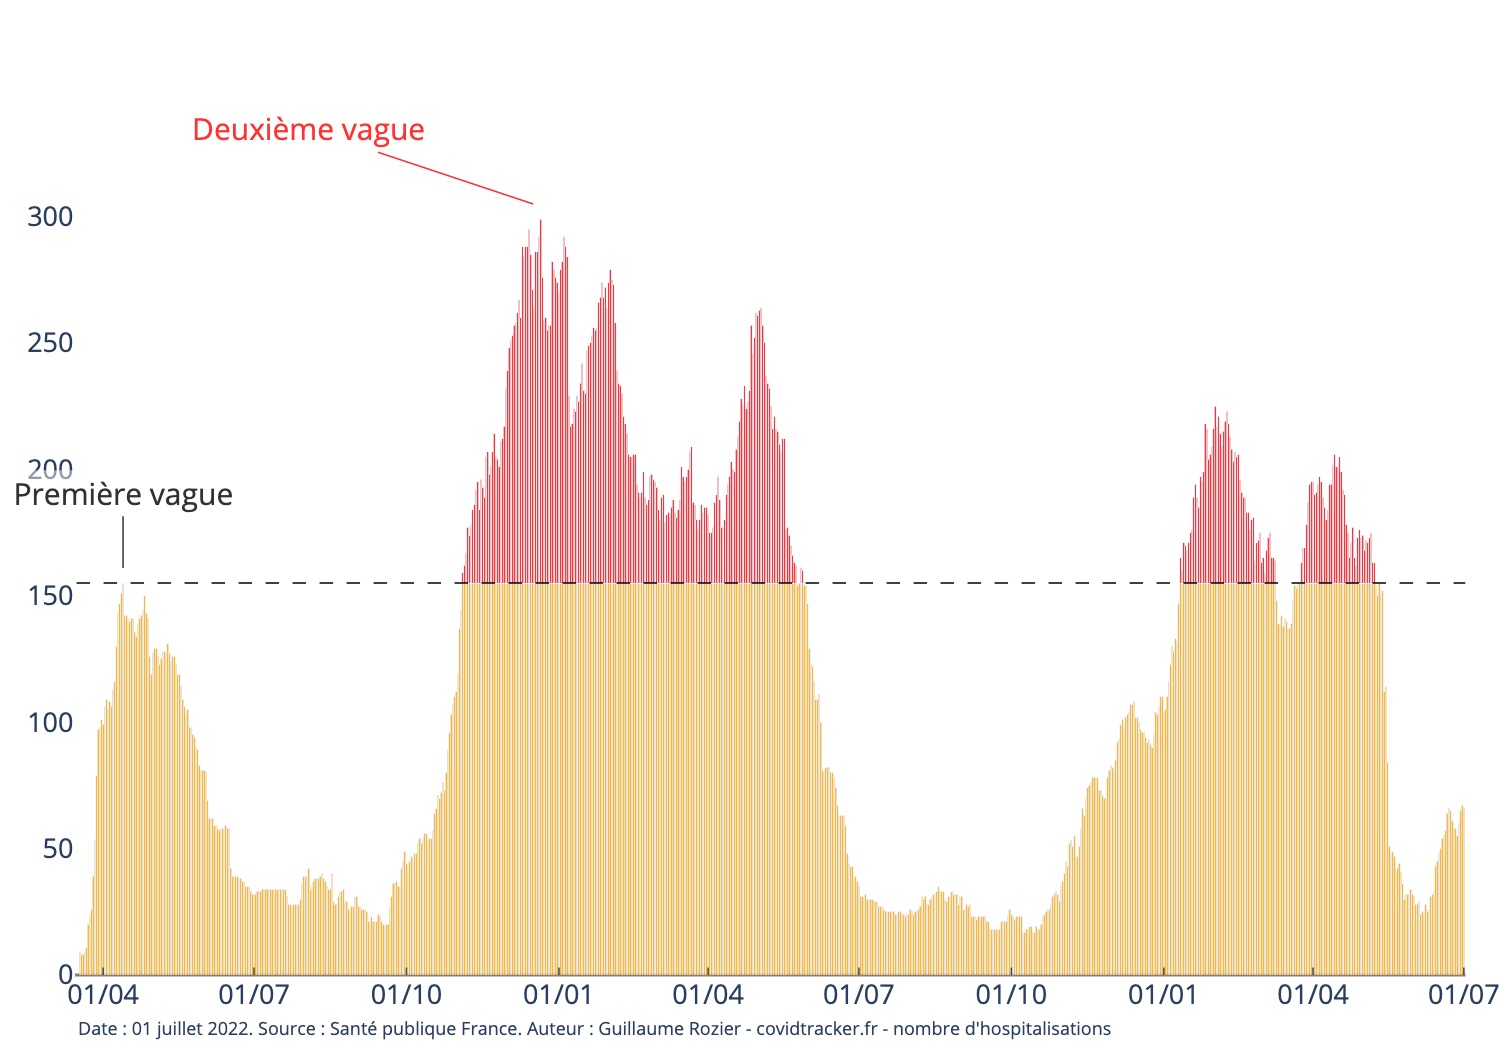 Deuxième vague
300
250
200
Première vague
150
100
50
0
01/04 01/07 01/10 01/01 01/04 01/07 01/10 01/01 01/04 01/07
Date : 01 juillet 2022. Source : Santé publique France. Auteur : Guillaume Rozier - covidtracker.fr - nombre d'hospitalisations